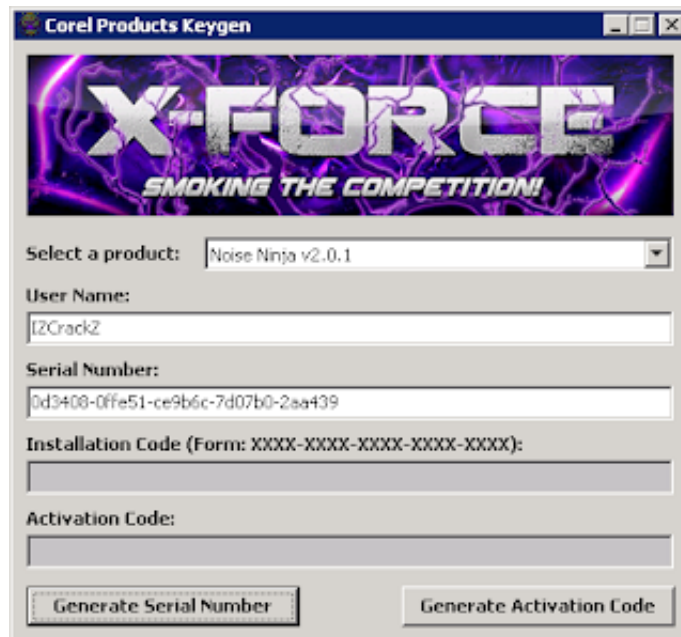 Corel Products Keygen
X-FORCE
SMOKING THE COMPETITION!
Select a product: Noise Ninja v2.0.1
User Name:
I2CrackZ
Serial Number:
0d3408-0ffe51-ce9b6c-7d07b0-2aa439
Installation Code (Form: XXXX-XXXX-XXXX-XXXX-XXXX):
Activation Code:
Generate Serial Number Generate Activation Code